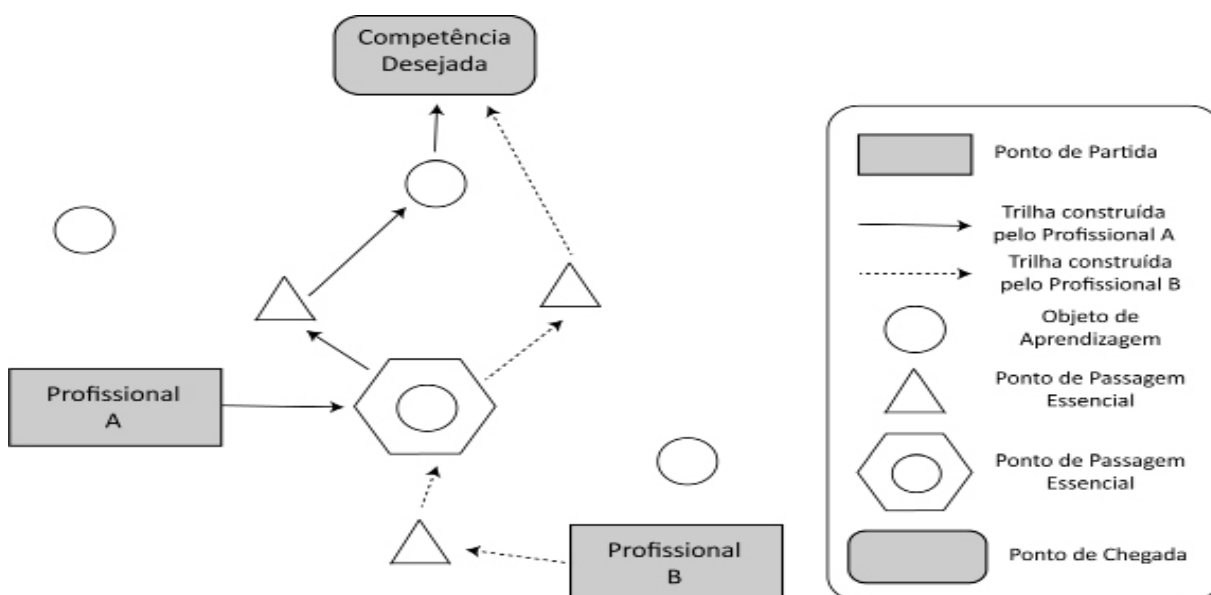 Competência
Desejada
Profissional
A
Profissional
B
Ponto de Partida
Trilha construída
pelo Profissional A
Trilha construída
pelo Profissional B
Objeto de
Aprendizagem
Ponto de Passagem
Essencial
Ponto de Passagem
Essencial
Ponto de Chegada